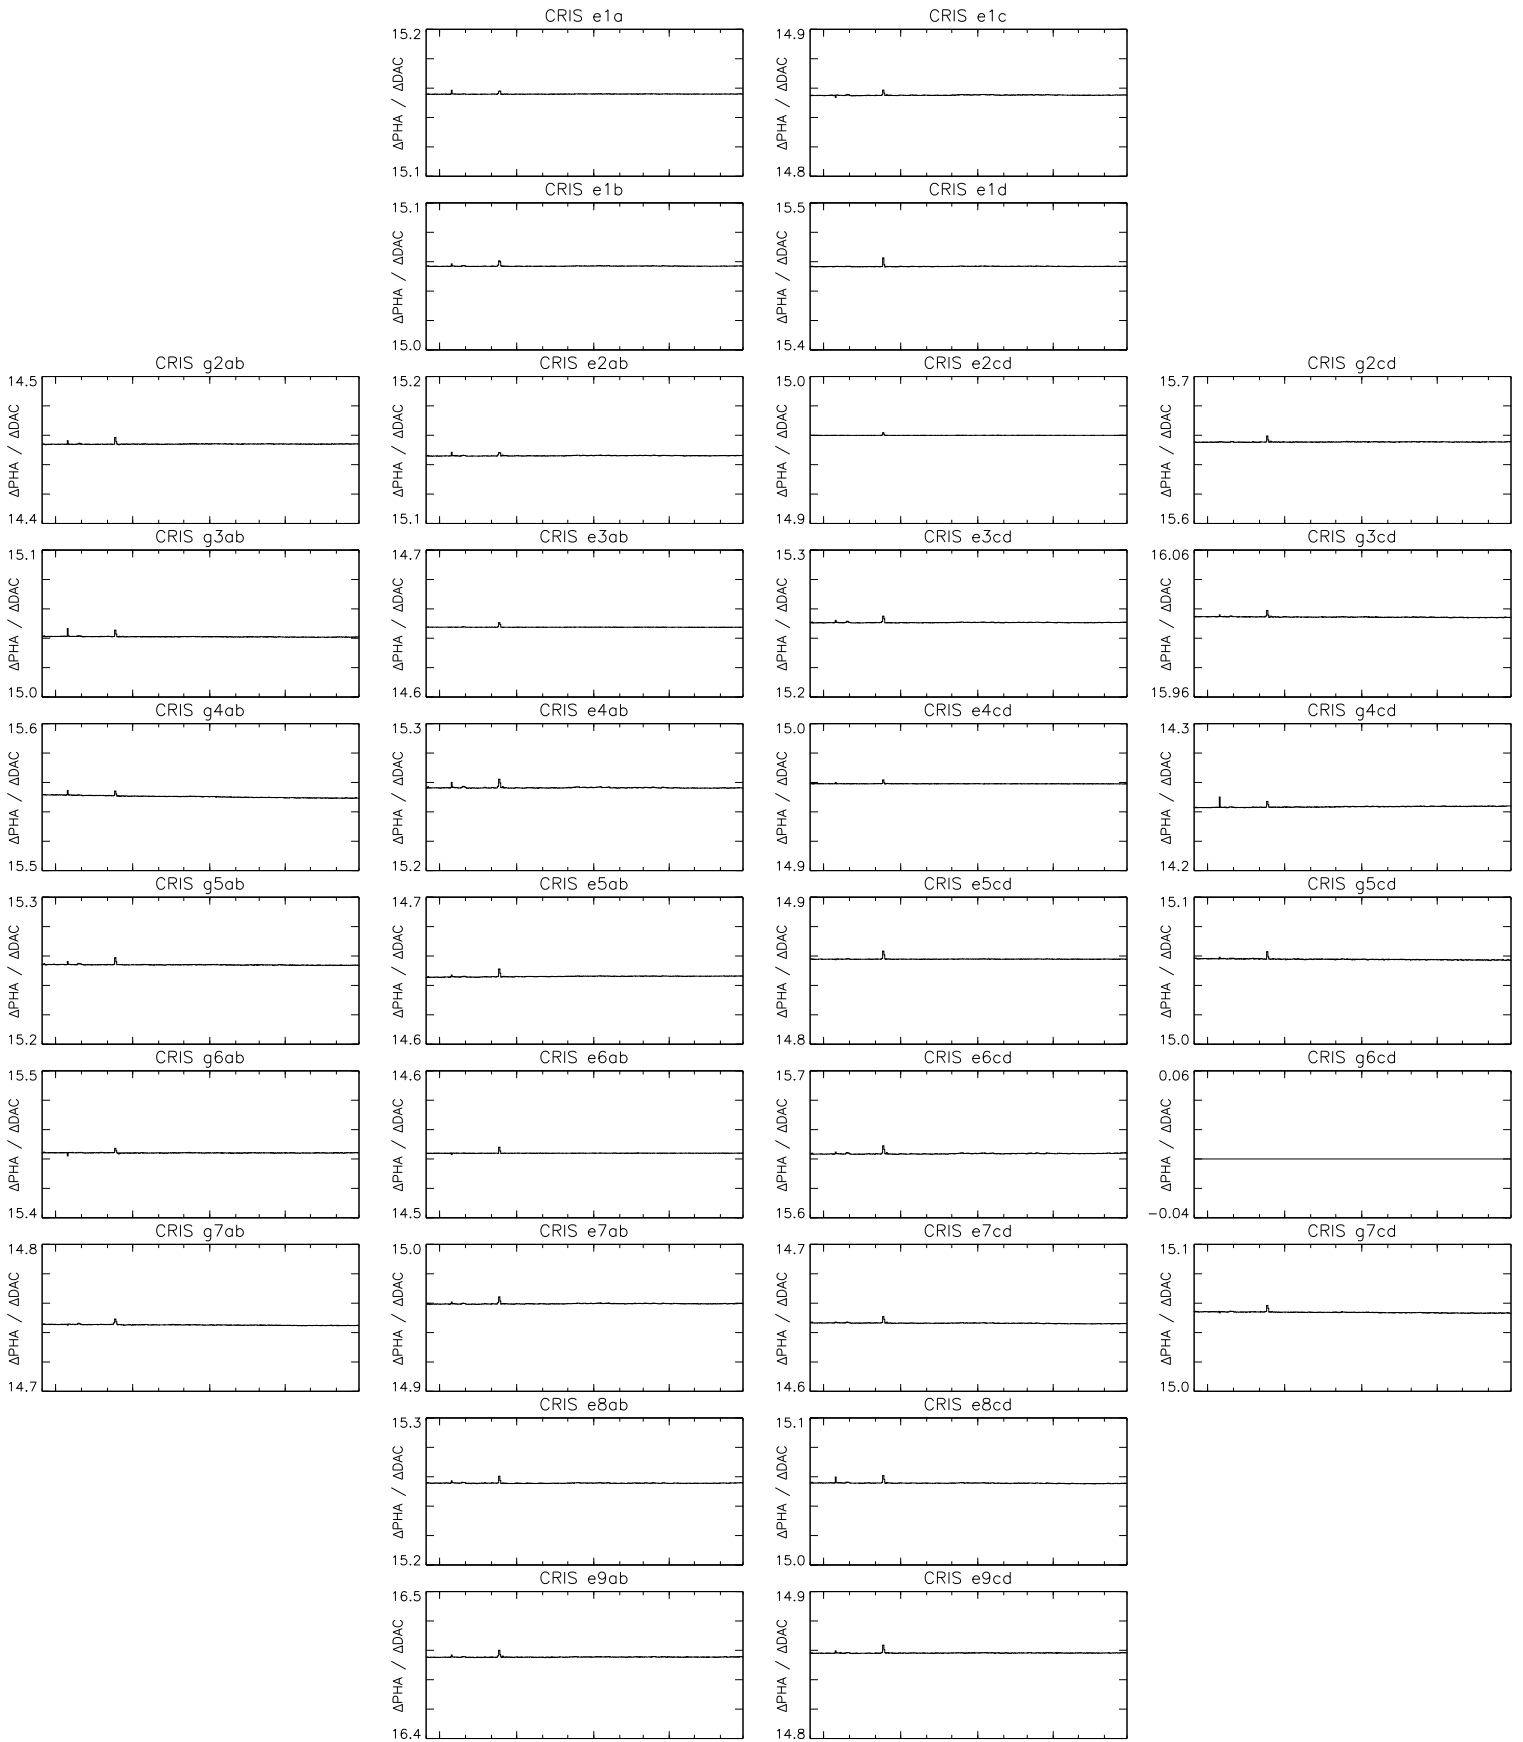 CRIS e1a
15.2
ΔPHA / ΔDAC
15.1
CRIS e1c
14.9
ΔPHA / ΔDAC
14.8
CRIS e1b
15.1
ΔPHA / ΔDAC
15.0
CRIS e1d
15.5
ΔPHA / ΔDAC
15.4
CRIS g2ab
14.5
ΔPHA / ΔDAC
14.4
CRIS e2ab
15.2
ΔPHA / ΔDAC
15.1
CRIS e2cd
15.0
ΔPHA / ΔDAC
14.9
CRIS g2cd
15.7
ΔPHA / ΔDAC
15.6
CRIS g3ab
15.1
ΔPHA / ΔDAC
15.0
CRIS e3ab
14.7
ΔPHA / ΔDAC
14.6
CRIS e3cd
15.3
ΔPHA / ΔDAC
15.2
CRIS g3cd
16.06
ΔPHA / ΔDAC
15.96
CRIS g4ab
15.6
ΔPHA / ΔDAC
15.5
CRIS e4ab
15.3
ΔPHA / ΔDAC
15.2
CRIS e4cd
15.0
ΔPHA / ΔDAC
14.9
CRIS g4cd
14.3
ΔPHA / ΔDAC
14.2
CRIS g5ab
15.3
ΔPHA / ΔDAC
15.2
CRIS e5ab
14.7
ΔPHA / ΔDAC
14.6
CRIS e5cd
14.9
ΔPHA / ΔDAC
14.8
CRIS g5cd
15.1
ΔPHA / ΔDAC
15.0
CRIS g6ab
15.5
ΔPHA / ΔDAC
15.4
CRIS e6ab
14.6
ΔPHA / ΔDAC
14.5
CRIS e6cd
15.7
ΔPHA / ΔDAC
15.6
CRIS g6cd
0.06
ΔPHA / ΔDAC
−0.04
CRIS g7ab
14.8
ΔPHA / ΔDAC
14.7
CRIS e7ab
15.0
ΔPHA / ΔDAC
14.9
CRIS e7cd
14.7
ΔPHA / ΔDAC
14.6
CRIS g7cd
15.1
ΔPHA / ΔDAC
15.0
CRIS e8ab
15.3
ΔPHA / ΔDAC
15.2
CRIS e8cd
15.1
ΔPHA / ΔDAC
15.0
CRIS e9ab
16.5
ΔPHA / ΔDAC
16.4
CRIS e9cd
14.9
ΔPHA / ΔDAC
14.8